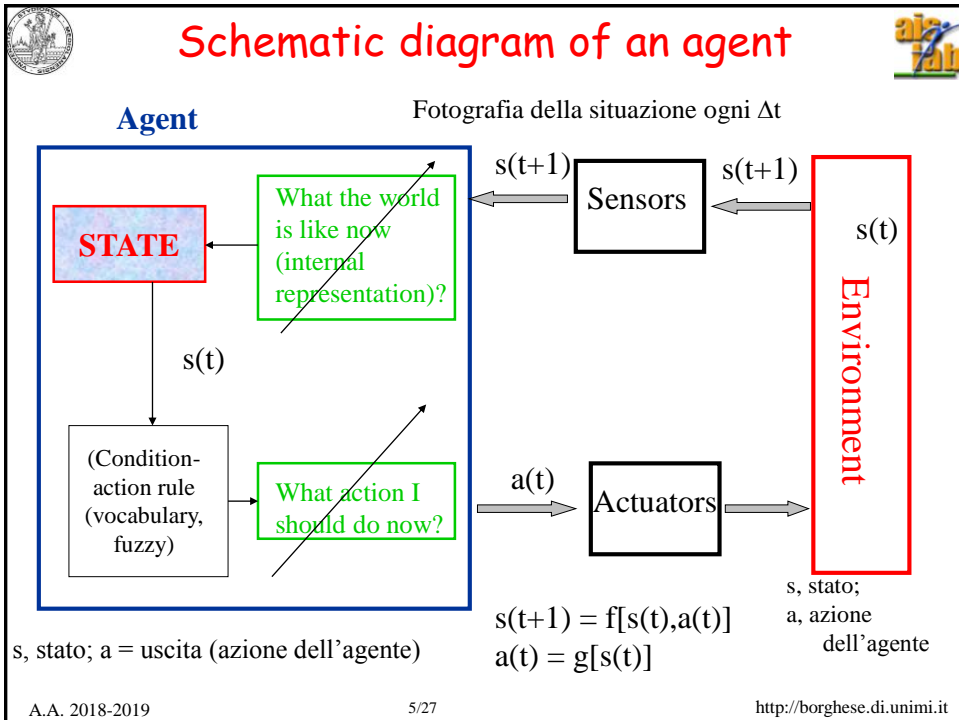 Schematic diagram of an agent
ais
lab
Agent
Fotografia della situazione ogni Δt
What the world
is like now
(internal
representation)?
STATE
s(t)
(Condition-
action rule
(vocabulary,
fuzzy)
What action I
should do now?
s(t+1)
Sensors
s(t+1)
s(t)
Environment
a(t)
Actuators
s, stato;
a, azione
dell’agente
s(t+1) = f[s(t),a(t)]
a(t) = g[s(t)]
s, stato; a = uscita (azione dell’agente)
A.A. 2018-2019
5/27
http://borghese.di.unimi.it